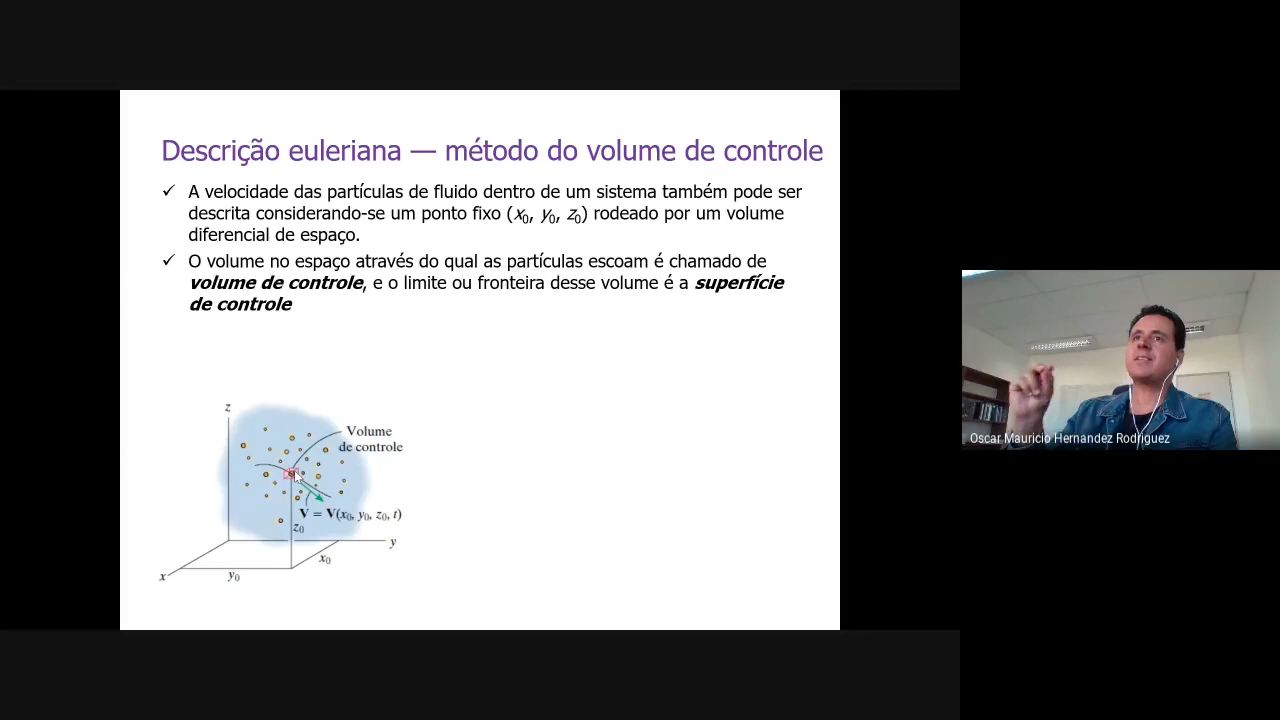 Descrição euleriana — método do volume de controle
✓ A velocidade das partículas de fluido dentro de um sistema também pode ser
descrita considerando-se um ponto fixo (x₀, y₀, z₀) rodeado por um volume
diferencial de espaço.
✓ O volume no espaço através do qual as partículas escoam é chamado de
volume de controle, e o limite ou fronteira desse volume é a superfície
de controle
z
Volume
de controle
V = V(x₀, y₀, z₀, t)
z₀
y
x₀
x
y₀
Oscar Mauricio Hernandez Rodriguez